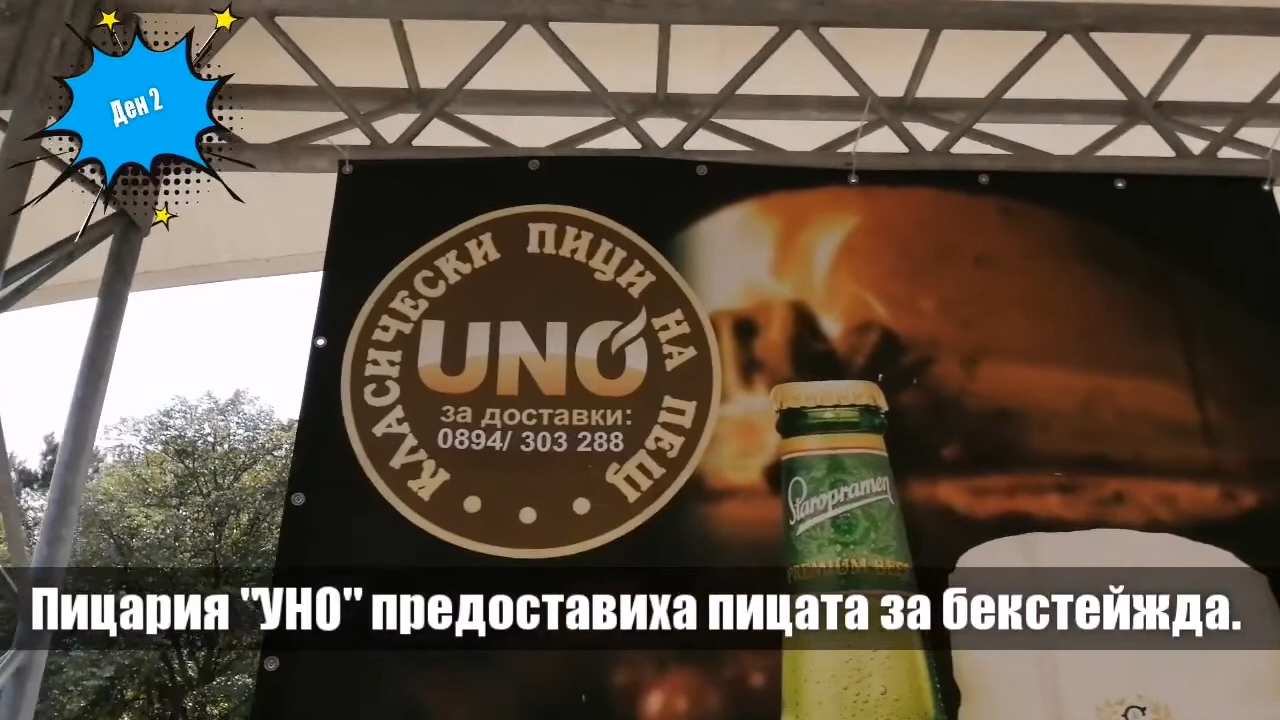 Ден 2
КЛАСИЧЕСКИ ПИЦИ НА ПЕЩ
UNO
за доставки:
0894/ 303 288
Staropramen
PREMIUM BEER
Пицария "УНО" предоставиха пицата за бекстейжда.